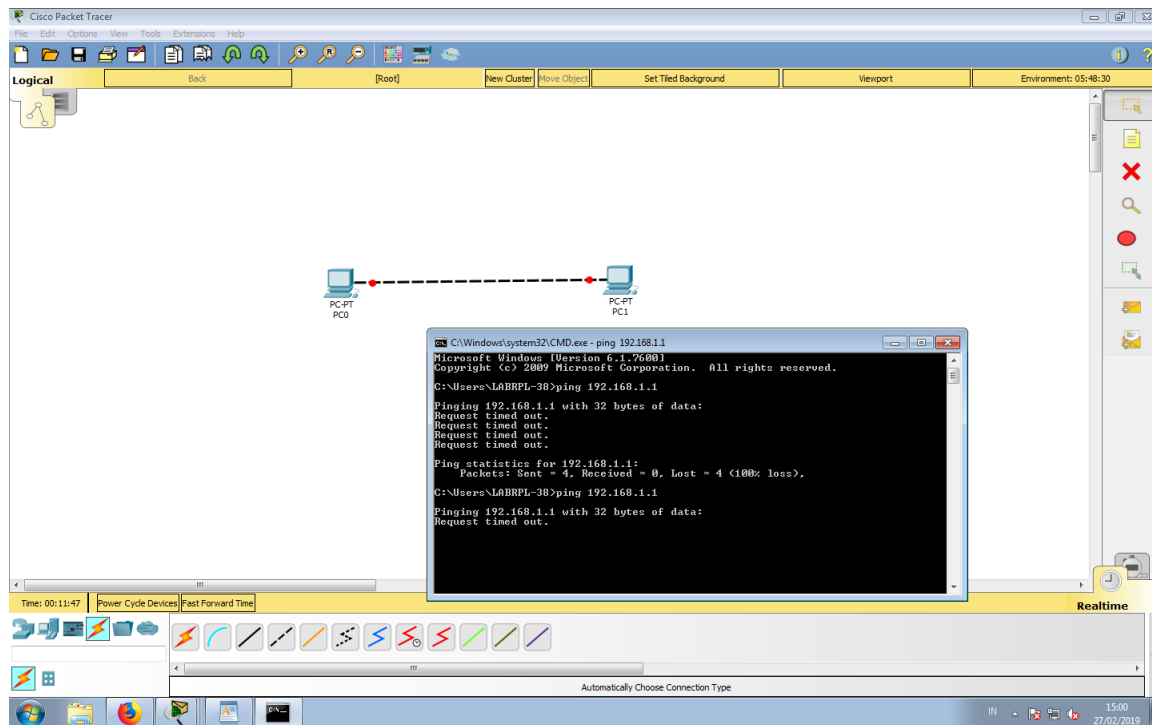 Cisco Packet Tracer
File Edit Options View Tools Extensions Help
Logical
Back
[Root]
New Cluster
Move Object
Set Tiled Background
Viewport
Environment: 05:48:30
PC-PT
PC0
PC-PT
PC1
C:\Windows\system32\CMD.exe - ping 192.168.1.1
Microsoft Windows [Version 6.1.7600]
Copyright (c) 2009 Microsoft Corporation. All rights reserved.
C:\Users\LABRPL-38>ping 192.168.1.1
Pinging 192.168.1.1 with 32 bytes of data:
Request timed out.
Request timed out.
Request timed out.
Request timed out.
Ping statistics for 192.168.1.1:
Packets: Sent = 4, Received = 0, Lost = 4 (100% loss),
C:\Users\LABRPL-38>ping 192.168.1.1
Pinging 192.168.1.1 with 32 bytes of data:
Request timed out.
Time: 00:11:47
Power Cycle Devices
Fast Forward Time
Realtime
Automatically Choose Connection Type
IN
15:00
27/02/2019